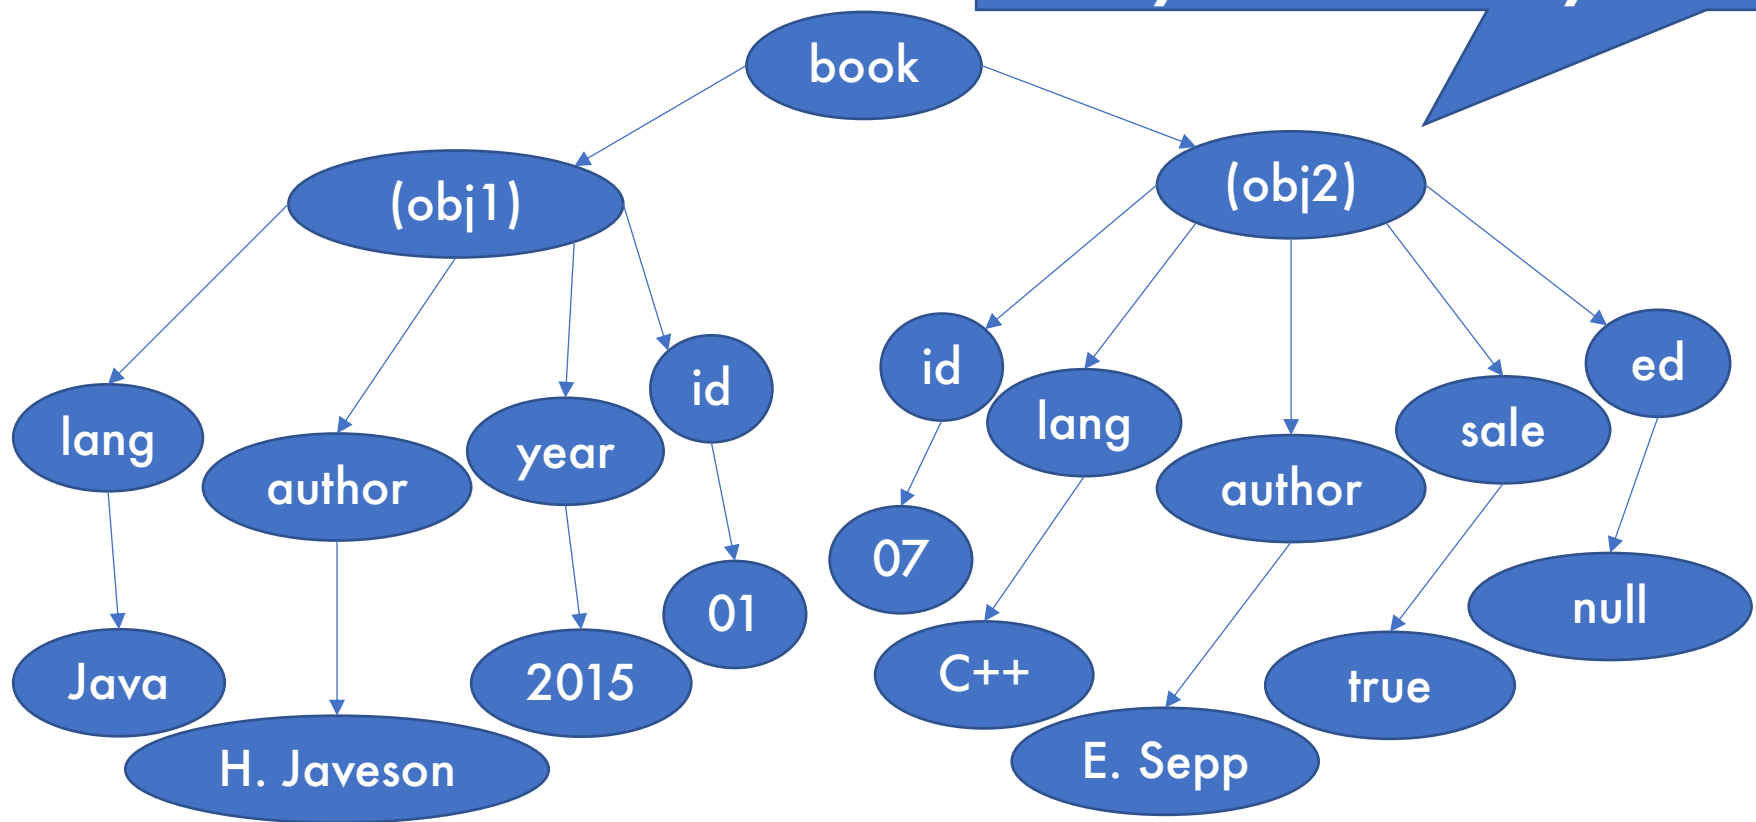 book
(obj1)
(obj2)
lang
author
year
id
id
lang
author
sale
ed
Java
H. Javeson
2015
01
07
C++
E. Sepp
true
null